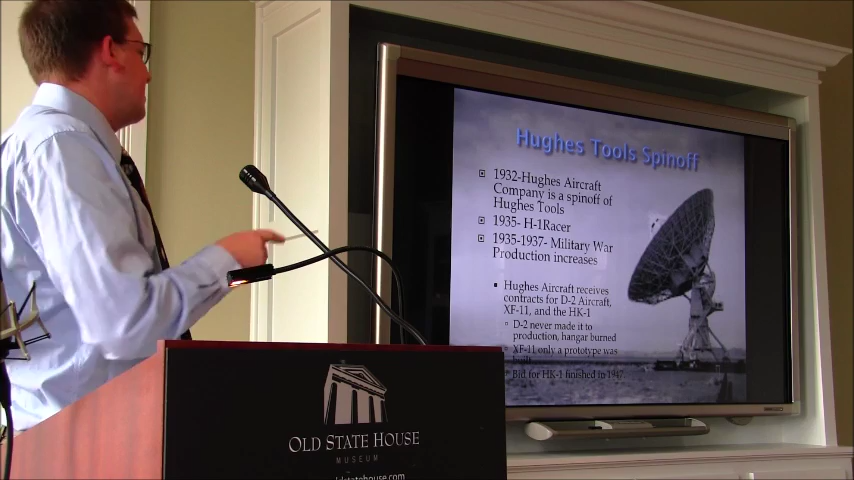 Hughes Tools Spinoff
1932-Hughes Aircraft
Company is a spinoff of
Hughes Tools
1935- H-1Racer
1935-1937- Military War
Production increases
Hughes Aircraft receives
contracts for D-2 Aircraft,
XF-11, and the HK-1
D-2 never made it to
production, hangar burned
XF-11 only a prototype was
built
Bid for HK-1 finished in 1947
OLD STATE HOUSE
MUSEUM
ldstatehouse.com